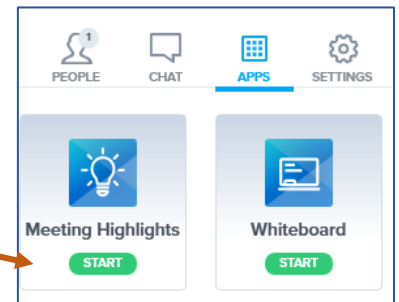 1
PEOPLE CHAT APPS SETTINGS
Meeting Highlights Whiteboard
START START